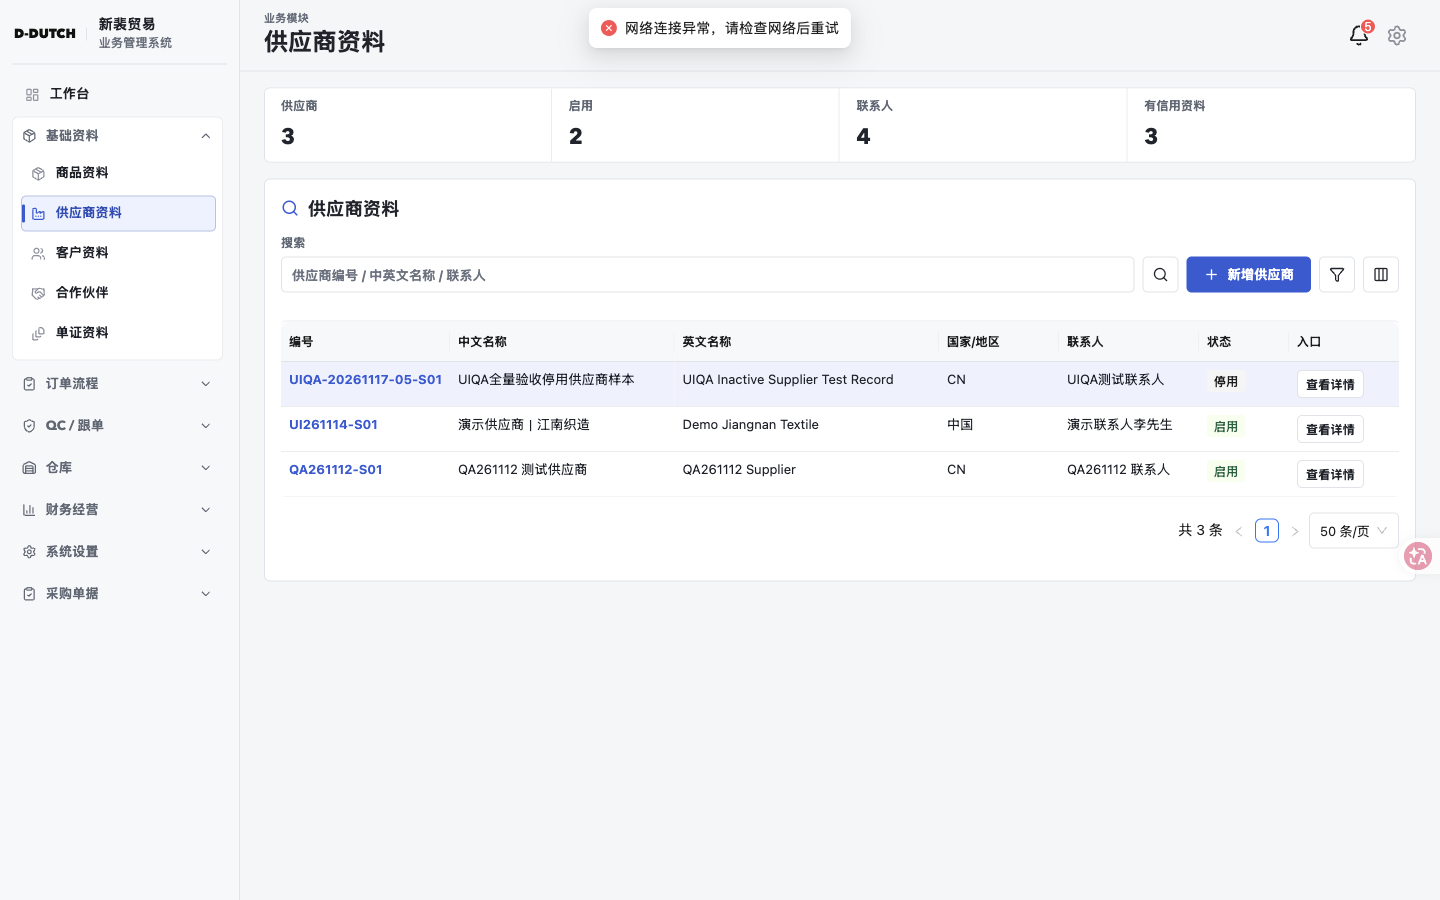 D-DUTCH
新装贸易
业务管理系统
工作台
基础资料
商品资料
供应商资料
客户资料
合作伙伴
单证资料
订单流程
QC / 跟单
仓库
财务经营
系统设置
采购单据
业务模块
供应商资料
网络连接异常，请检查网络后重试
5
供应商
3
启用
2
联系人
4
有信用资料
3
供应商资料
搜索
供应商编号 / 中英文名称 / 联系人
新增供应商
编号 中文名称 英文名称 国家/地区 联系人 状态 入口
UIQA-20261117-05-S01 UIQA全量验收停用供应商样本 UIQA Inactive Supplier Test Record CN UIQA测试联系人 停用 查看详情
UI261114-S01 演示供应商 | 江南织造 Demo Jiangnan Textile 中国 演示联系人李先生 启用 查看详情
QA261112-S01 QA261112 测试供应商 QA261112 Supplier CN QA261112 联系人 启用 查看详情
共 3 条 1 50 条/页